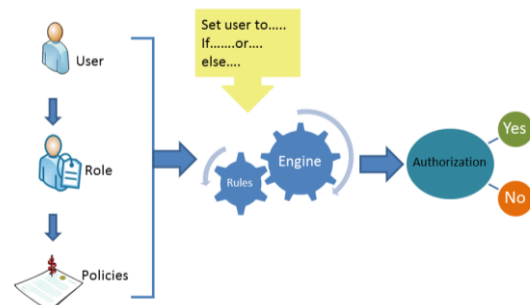 Set user to.....
If.......or....
else....
User
Role
Policies
Rules
Engine
Authorization
Yes
No